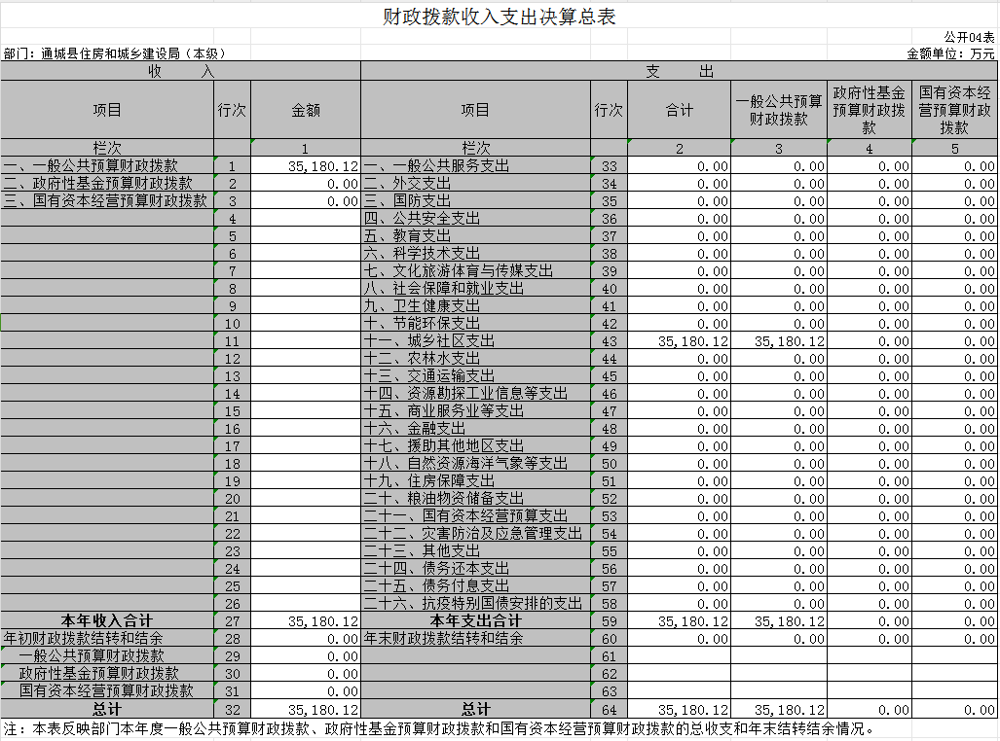 财政拨款收入支出决算总表
公开04表
部门：通城县住房和城乡建设局（本级） 金额单位：万元
收 入 支 出
项目 行次 金额 项目 行次 合计 一般公共预算财政拨款 政府性基金预算财政拨款 国有资本经营预算财政拨款
栏次 1 栏次 2 3 4 5
一、一般公共预算财政拨款 1 35,180.12 一、一般公共服务支出 33 0.00 0.00 0.00 0.00
二、政府性基金预算财政拨款 2 0.00 二、外交支出 34 0.00 0.00 0.00 0.00
三、国有资本经营预算财政拨款 3 0.00 三、国防支出 35 0.00 0.00 0.00 0.00
4 四、公共安全支出 36 0.00 0.00 0.00 0.00
5 五、教育支出 37 0.00 0.00 0.00 0.00
6 六、科学技术支出 38 0.00 0.00 0.00 0.00
7 七、文化旅游体育与传媒支出 39 0.00 0.00 0.00 0.00
8 八、社会保障和就业支出 40 0.00 0.00 0.00 0.00
9 九、卫生健康支出 41 0.00 0.00 0.00 0.00
10 十、节能环保支出 42 0.00 0.00 0.00 0.00
11 十一、城乡社区支出 43 35,180.12 35,180.12 0.00 0.00
12 十二、农林水支出 44 0.00 0.00 0.00 0.00
13 十三、交通运输支出 45 0.00 0.00 0.00 0.00
14 十四、资源勘探工业信息等支出 46 0.00 0.00 0.00 0.00
15 十五、商业服务业等支出 47 0.00 0.00 0.00 0.00
16 十六、金融支出 48 0.00 0.00 0.00 0.00
17 十七、援助其他地区支出 49 0.00 0.00 0.00 0.00
18 十八、自然资源海洋气象等支出 50 0.00 0.00 0.00 0.00
19 十九、住房保障支出 51 0.00 0.00 0.00 0.00
20 二十、粮油物资储备支出 52 0.00 0.00 0.00 0.00
21 二十一、国有资本经营预算支出 53 0.00 0.00 0.00 0.00
22 二十二、灾害防治及应急管理支出 54 0.00 0.00 0.00 0.00
23 二十三、其他支出 55 0.00 0.00 0.00 0.00
24 二十四、债务还本支出 56 0.00 0.00 0.00 0.00
25 二十五、债务付息支出 57 0.00 0.00 0.00 0.00
26 二十六、抗疫特别国债安排的支出 58 0.00 0.00 0.00 0.00
本年收入合计 27 35,180.12 本年支出合计 59 35,180.12 35,180.12 0.00 0.00
年初财政拨款结转和结余 28 0.00 年末财政拨款结转和结余 60 0.00 0.00 0.00 0.00
一般公共预算财政拨款 29 0.00 61
政府性基金预算财政拨款 30 0.00 62
国有资本经营预算财政拨款 31 0.00 63
总计 32 35,180.12 总计 64 35,180.12 35,180.12 0.00 0.00
注：本表反映部门本年度一般公共预算财政拨款、政府性基金预算财政拨款和国有资本经营预算财政拨款的总收支和年末结转结余情况。